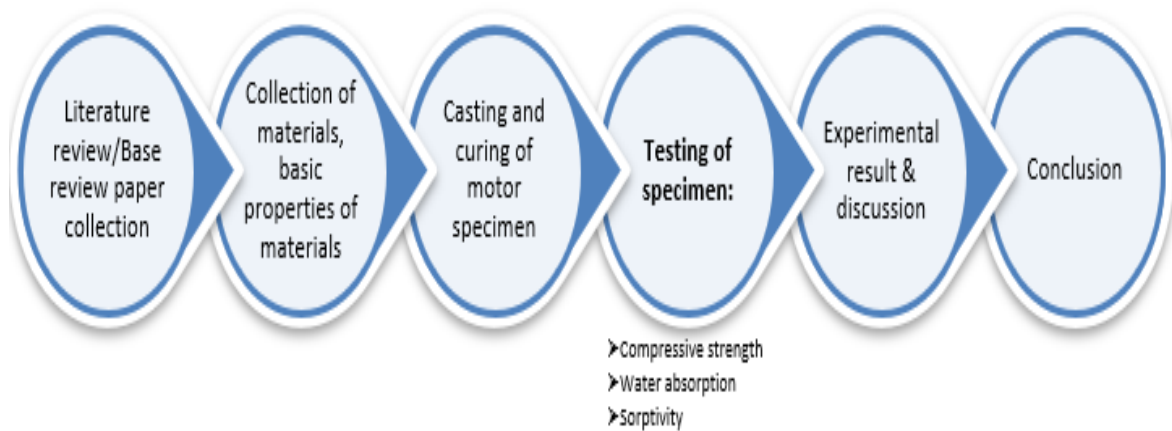 Literature
review/Base
review paper
collection
Collection of
materials,
basic
properties of
materials
Casting and
curing of
motor
specimen
Testing of
specimen:
➤Compressive strength
➤Water absorption
➤Sorptivity
Experimental
result &
discussion
Conclusion